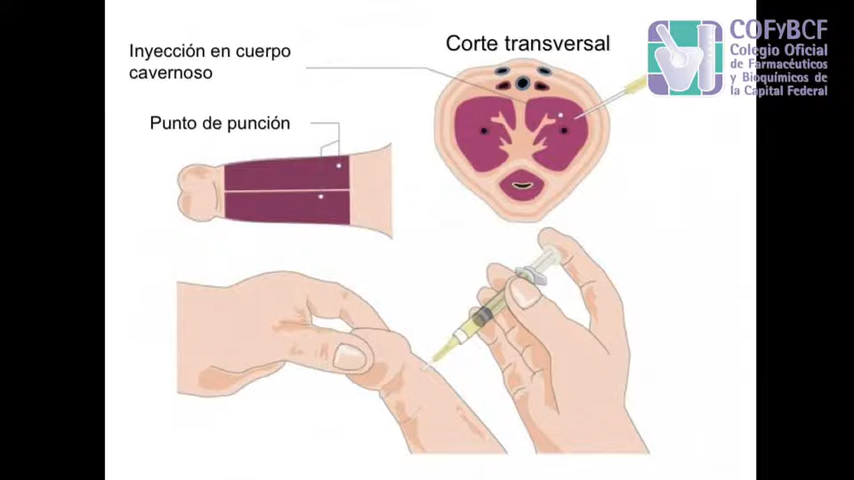 Inyección en cuerpo
cavernoso
Punto de punción
Corte transversal
COFyBCF
Colegio Oficial
de Farmacéuticos
y Bioquímicos de
la Capital Federal